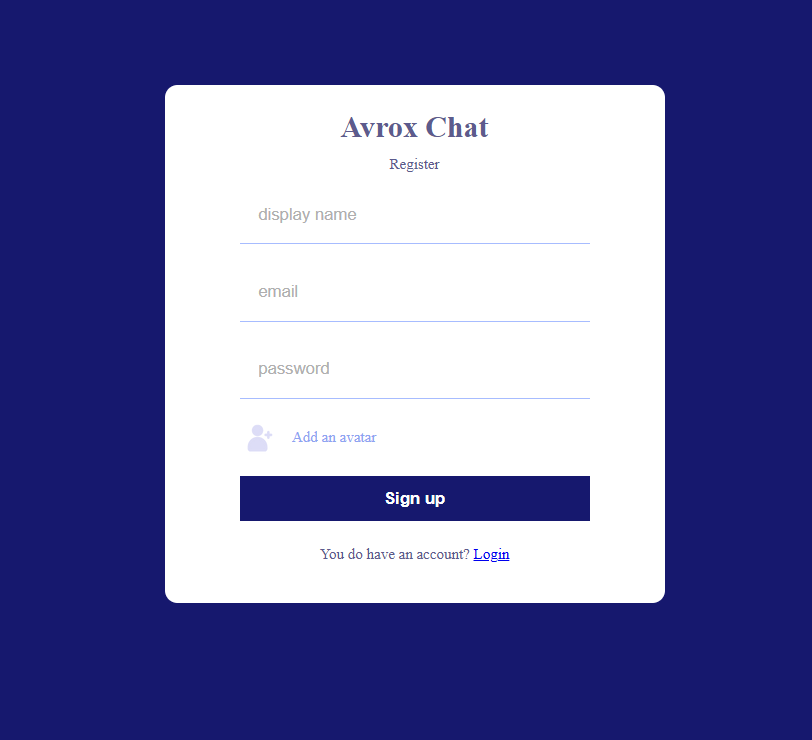 Avrox Chat
Register
display name
email
password
Add an avatar
Sign up
You do have an account? Login